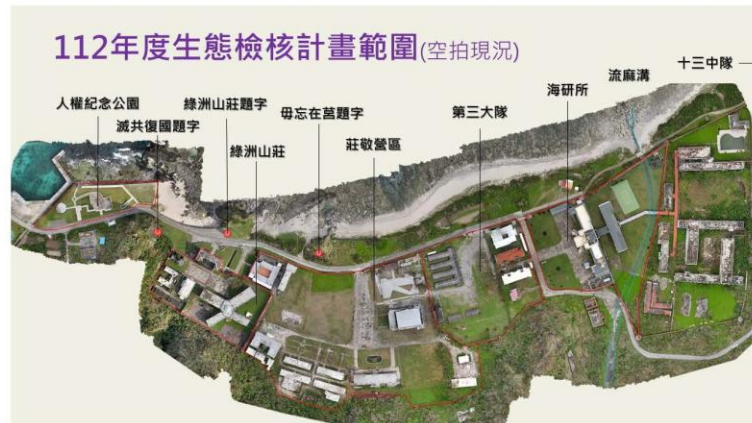 112年度生態檢核計畫範圍(空拍現況)
十三中隊
流麻溝
海研所
人權紀念公園
綠洲山莊題字
毋忘在莒題字
第三大隊
滅共復國題字
綠洲山莊
莊敬營區